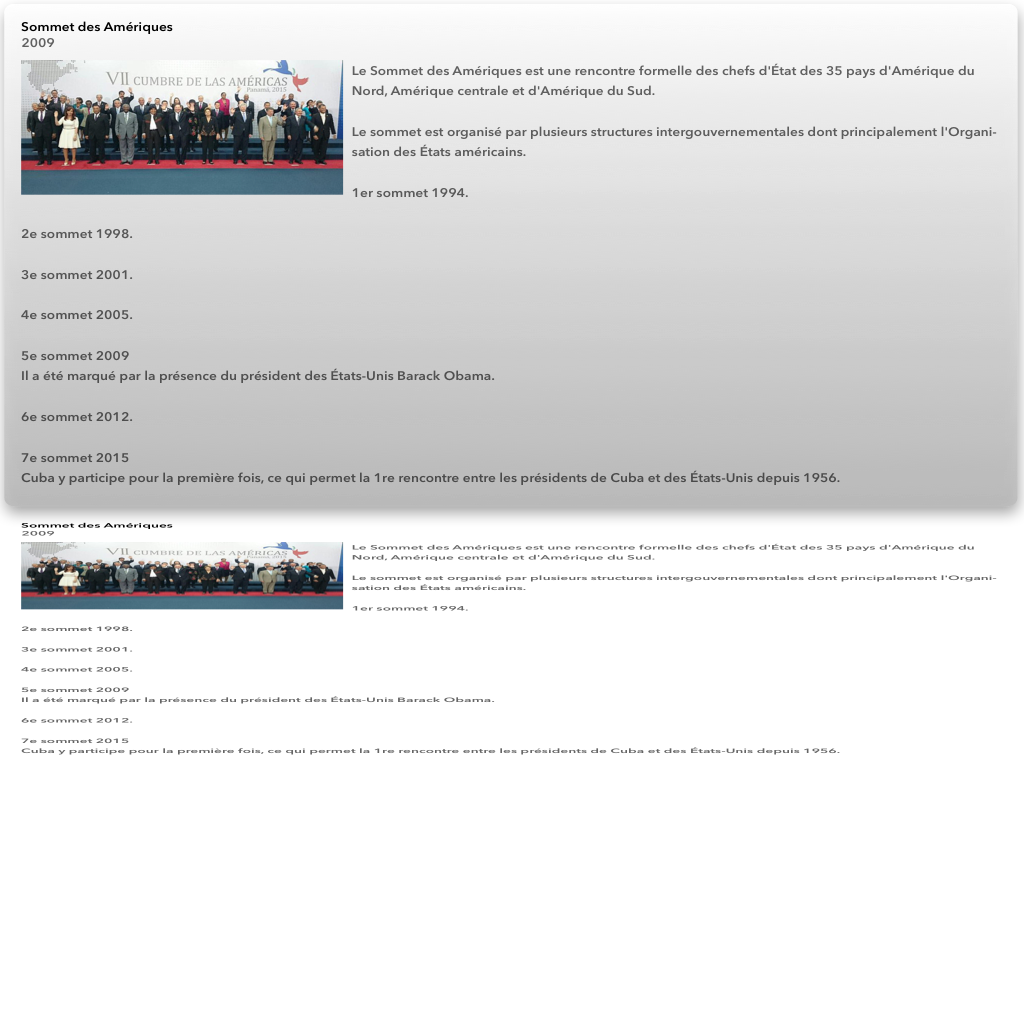 Sommet des Amériques
2009
VII CUMBRE DE LAS AMÉRICAS
Panamá, 2015
Le Sommet des Amériques est une rencontre formelle des chefs d'État des 35 pays d'Amérique du
Nord, Amérique centrale et d'Amérique du Sud.
Le sommet est organisé par plusieurs structures intergouvernementales dont principalement l'Organi-
sation des États américains.
1er sommet 1994.
2e sommet 1998.
3e sommet 2001.
4e sommet 2005.
5e sommet 2009
Il a été marqué par la présence du président des États-Unis Barack Obama.
6e sommet 2012.
7e sommet 2015
Cuba y participe pour la première fois, ce qui permet la 1re rencontre entre les présidents de Cuba et des États-Unis depuis 1956.
Sommet des Amériques
2009
VII CUMBRE DE LAS AMÉRICAS
Panamá, 2015
Le Sommet des Amériques est une rencontre formelle des chefs d'État des 35 pays d'Amérique du
Nord, Amérique centrale et d'Amérique du Sud.
Le sommet est organisé par plusieurs structures intergouvernementales dont principalement l'Organi-
sation des États américains.
1er sommet 1994.
2e sommet 1998.
3e sommet 2001.
4e sommet 2005.
5e sommet 2009
Il a été marqué par la présence du président des États-Unis Barack Obama.
6e sommet 2012.
7e sommet 2015
Cuba y participe pour la première fois, ce qui permet la 1re rencontre entre les présidents de Cuba et des États-Unis depuis 1956.